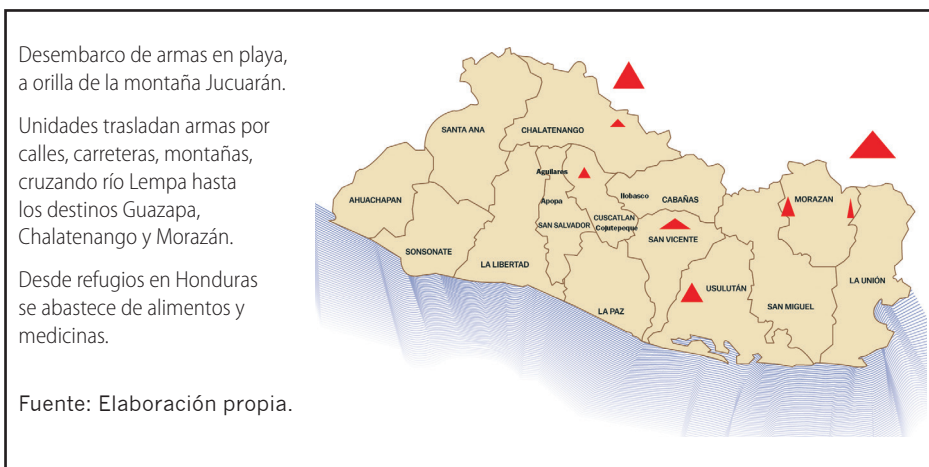 Desembarco de armas en playa,
a orilla de la montaña Jucuarán.
Unidades trasladan armas por
calles, carreteras, montañas,
cruzando río Lempa hasta
los destinos Guazapa,
Chalatenango y Morazán.
Desde refugios en Honduras
se abastece de alimentos y
medicinas.
Fuente: Elaboración propia.
SANTA ANA
CHALATENANGO
Aguilares
AHUACHAPAN
Apopa
Ilobasco
CABAÑAS
MORAZAN
SONSONATE
SAN SALVADOR
CUSCATLAN
Cojutepeque
SAN VICENTE
LA LIBERTAD
LA PAZ
USULUTÁN
SAN MIGUEL
LA UNIÓN